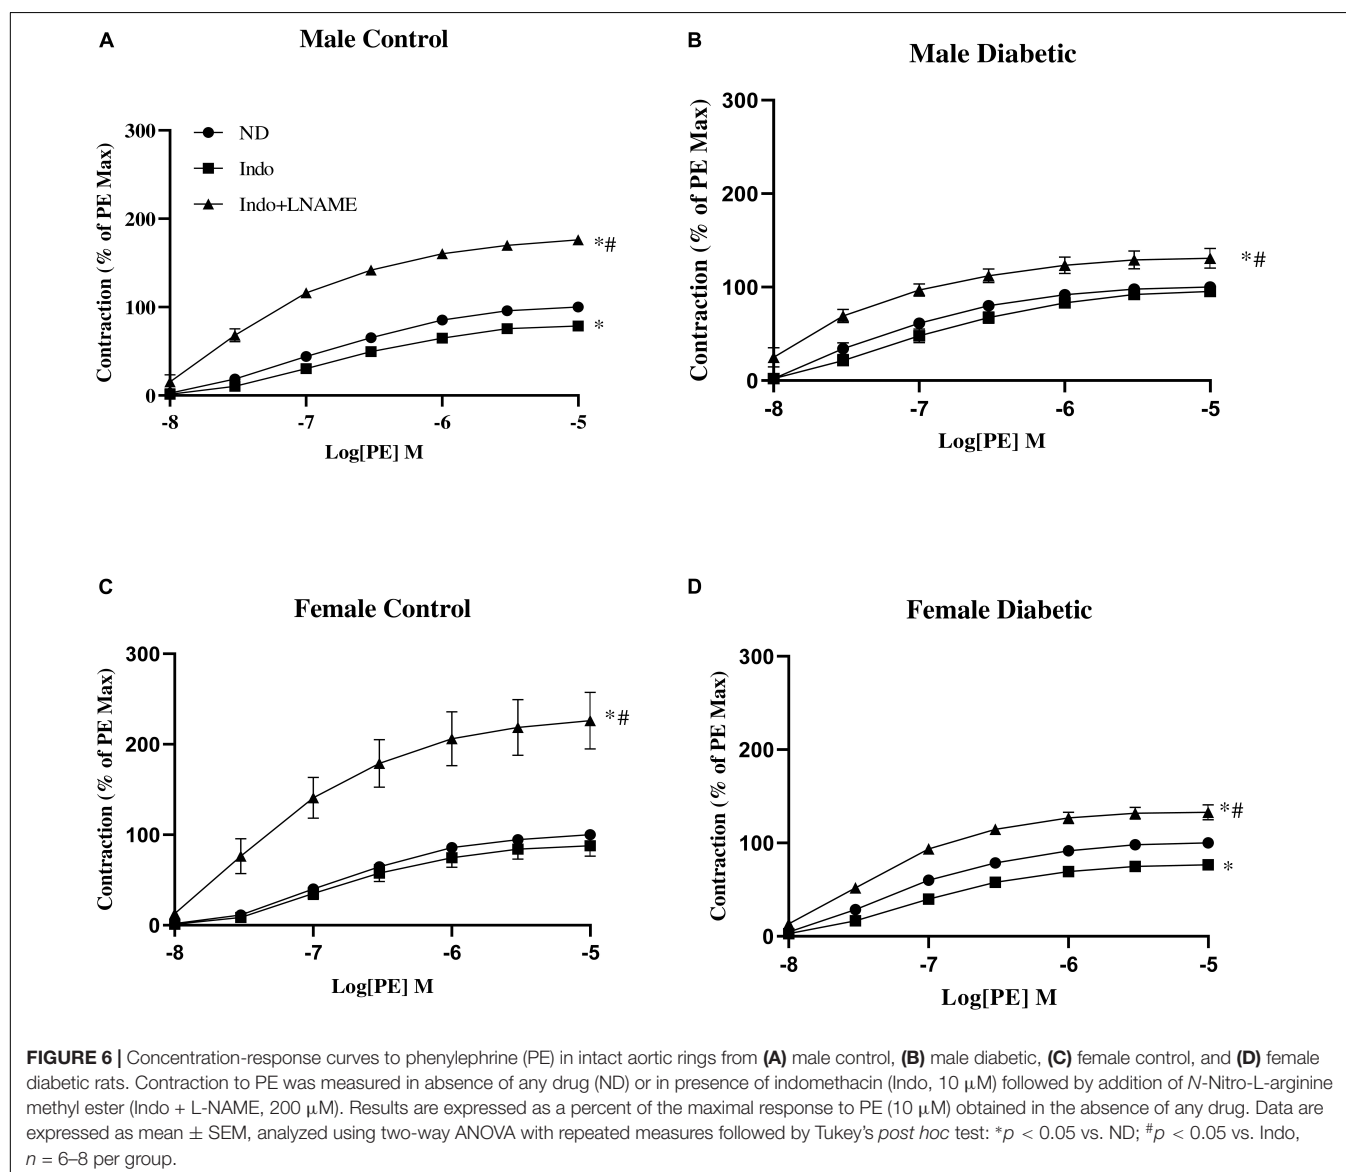 A
Male Control
300
200
100
0
-8
-7
-6
-5
Contraction (% of PE Max)
Log[PE] M
ND
Indo
Indo+LNAME
*#
*
B
Male Diabetic
300
200
100
0
-8
-7
-6
-5
Contraction (% of PE Max)
Log[PE] M
*#
C
Female Control
300
200
100
0
-8
-7
-6
-5
Contraction (% of PE Max)
Log[PE] M
*#
D
Female Diabetic
300
200
100
0
-8
-7
-6
-5
Contraction (% of PE Max)
Log[PE] M
*#
*
FIGURE 6 | Concentration-response curves to phenylephrine (PE) in intact aortic rings from (A) male control, (B) male diabetic, (C) female control, and (D) female
diabetic rats. Contraction to PE was measured in absence of any drug (ND) or in presence of indomethacin (Indo, 10 μM) followed by addition of N-Nitro-L-arginine
methyl ester (Indo + L-NAME, 200 μM). Results are expressed as a percent of the maximal response to PE (10 μM) obtained in the absence of any drug. Data are
expressed as mean ± SEM, analyzed using two-way ANOVA with repeated measures followed by Tukey's post hoc test: *p < 0.05 vs. ND; #p < 0.05 vs. Indo,
n = 6–8 per group.